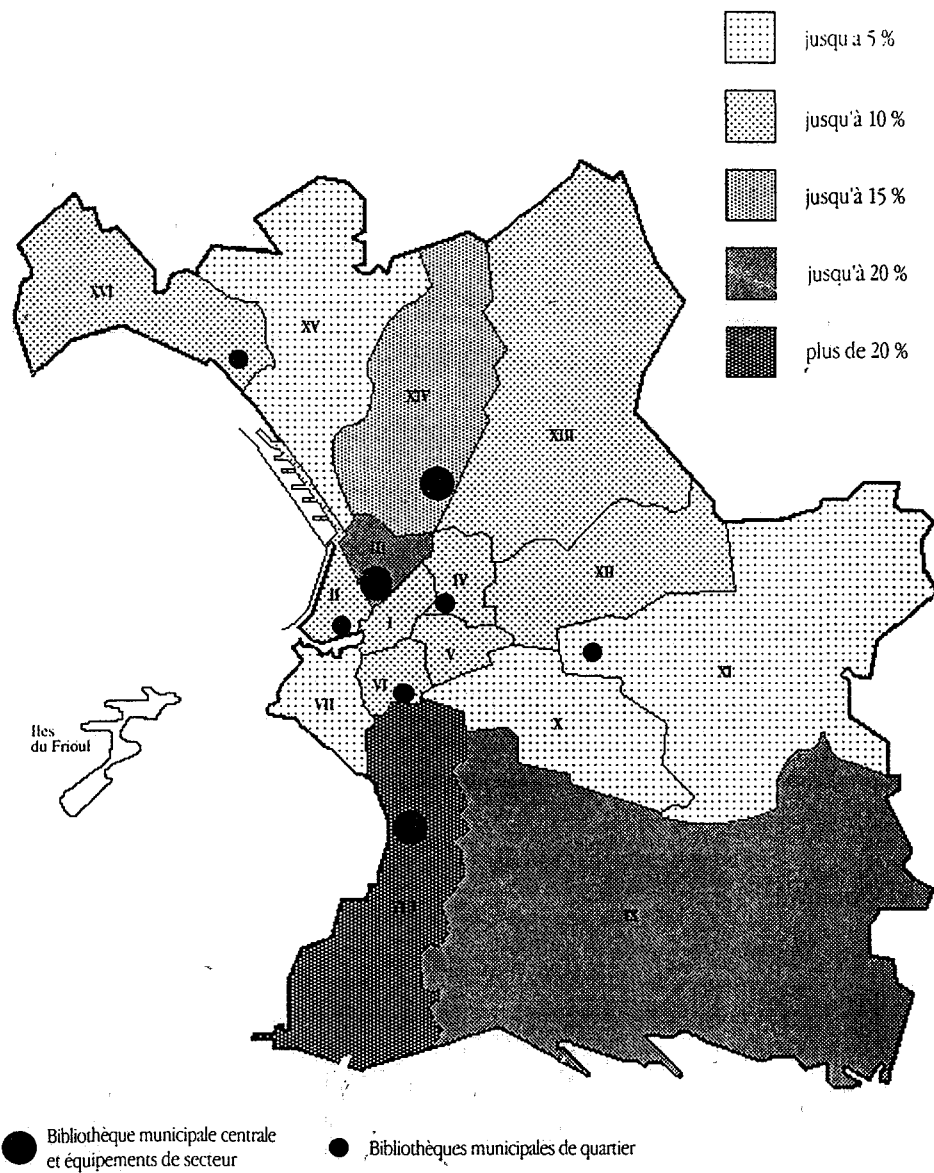 jusqu a 5 %
jusqu'à 10 %
jusqu'à 15 %
jusqu'à 20 %
plus de 20 %
XVI
XV
XIV
XIII
III
XII
IV
II
I
V
XI
VI
VII
X
Iles
du Frioul
IX
Bibliothèque municipale centrale
et équipements de secteur
Bibliothèques municipales de quartier